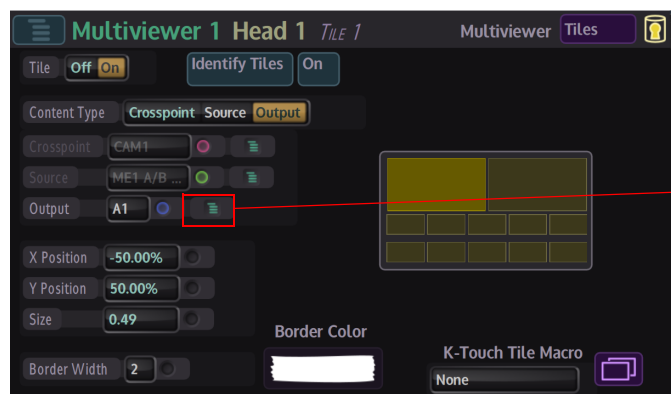 Multiviewer 1 Head 1 TILE 1 Multiviewer Tiles
Tile Off On Identify Tiles On
Content Type Crosspoint Source Output
Crosspoint CAM1
Source ME1 A/B ...
Output A1
X Position -50.00%
Y Position 50.00%
Size 0.49
Border Color
Border Width 2
K-Touch Tile Macro
None